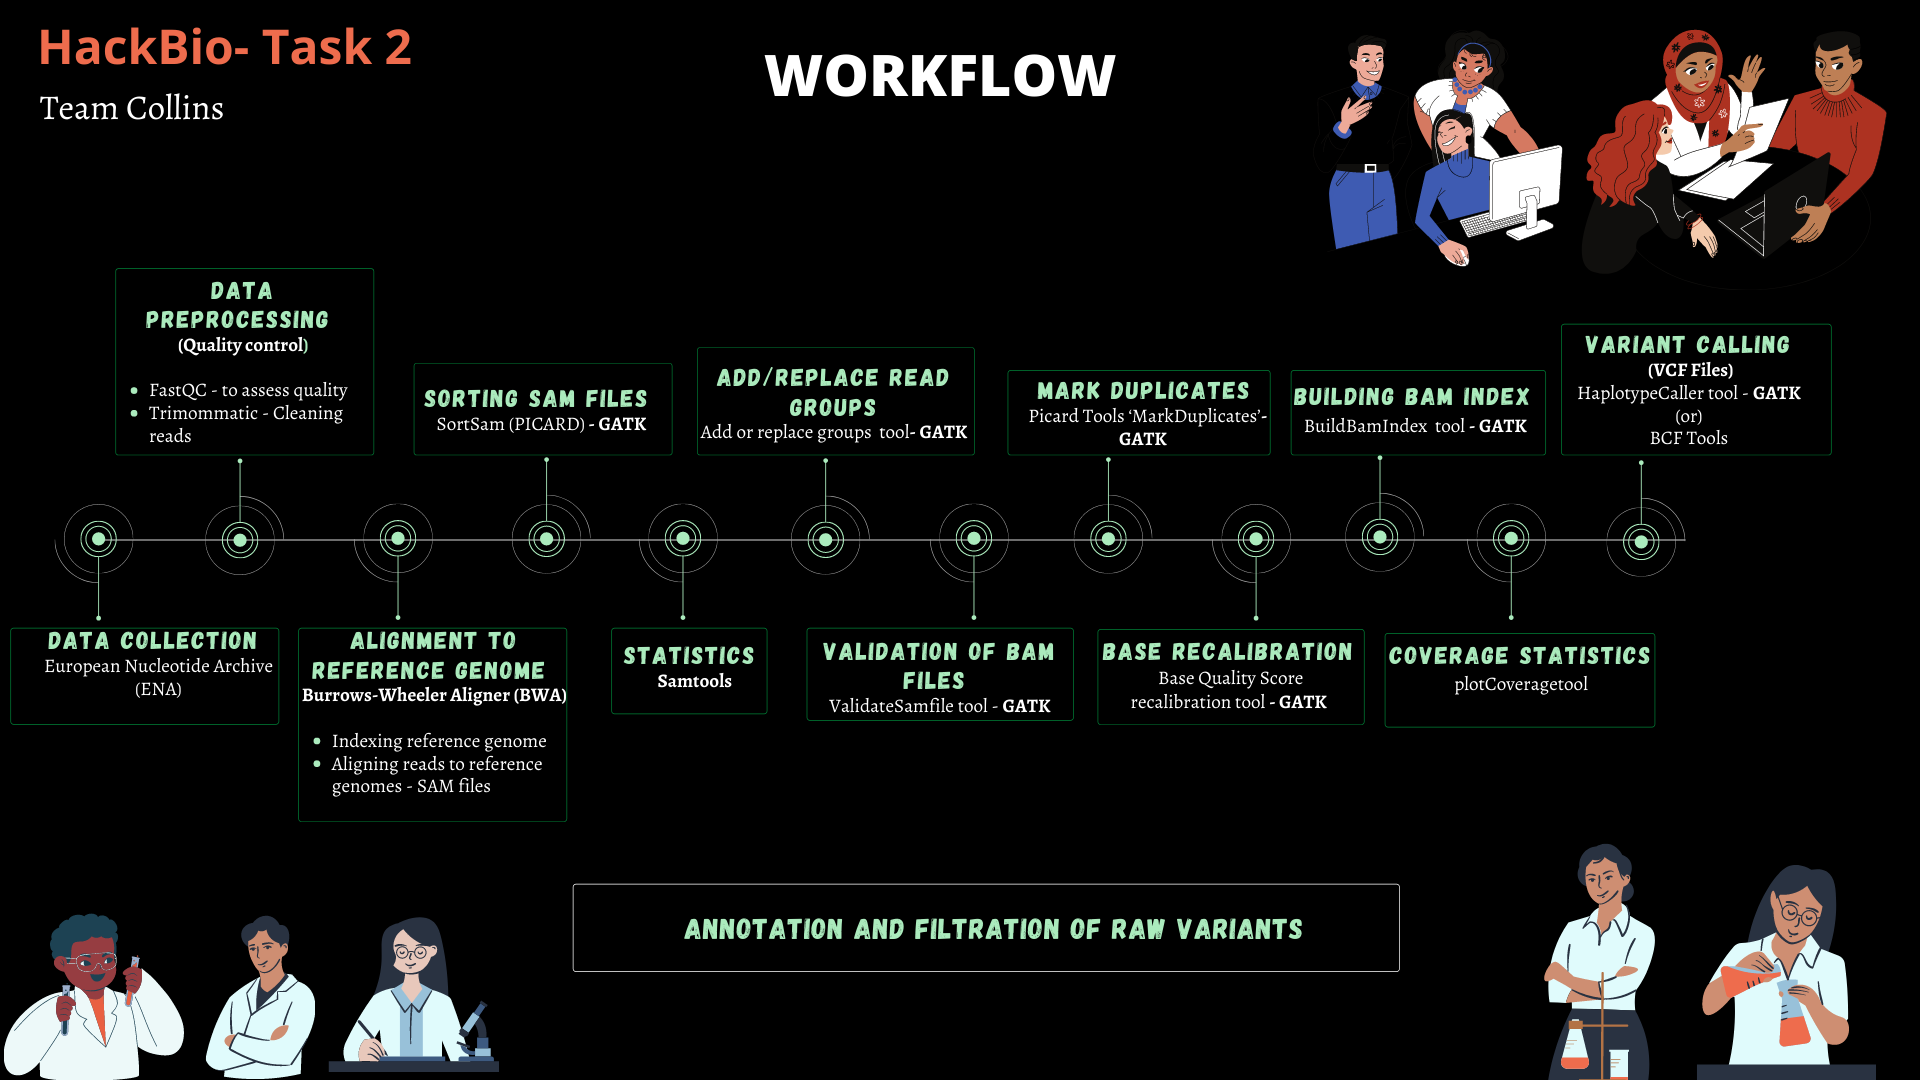 HackBio- Task 2
Team Collins
WORKFLOW
DATA
PREPROCESSING
(Quality control)
FastQC - to assess quality
Trimommatic - Cleaning
reads
SORTING SAM FILES
SortSam (PICARD) - GATK
ADD/REPLACE READ
GROUPS
Add or replace groups tool- GATK
MARK DUPLICATES
Picard Tools ‘MarkDuplicates’-
GATK
BUILDING BAM INDEX
BuildBamIndex tool - GATK
VARIANT CALLING
(VCF Files)
HaplotypeCaller tool - GATK
(or)
BCF Tools
DATA COLLECTION
European Nucleotide Archive
(ENA)
ALIGNMENT TO
REFERENCE GENOME
Burrows-Wheeler Aligner (BWA)
Indexing reference genome
Aligning reads to reference
genomes - SAM files
STATISTICS
Samtools
VALIDATION OF BAM
FILES
ValidateSamfile tool - GATK
BASE RECALIBRATION
Base Quality Score
recalibration tool - GATK
COVERAGE STATISTICS
plotCoveragetool
ANNOTATION AND FILTRATION OF RAW VARIANTS